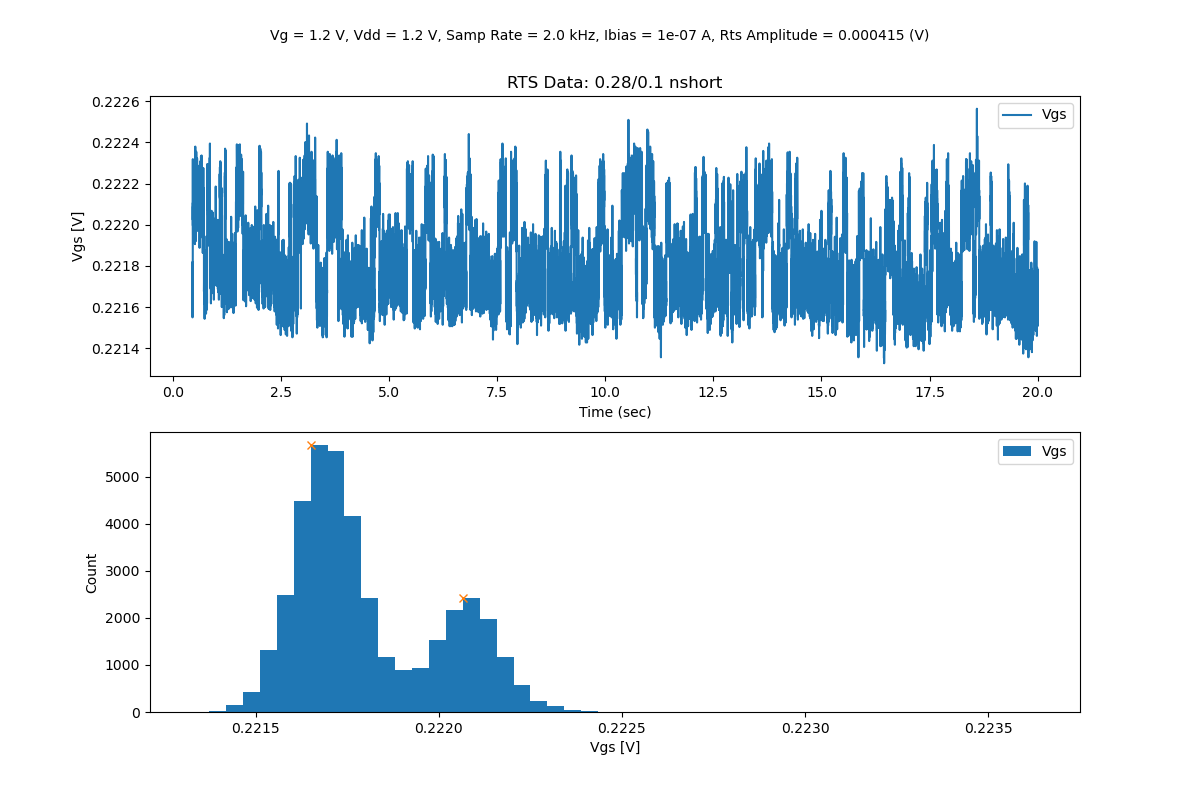 Vg = 1.2 V, Vdd = 1.2 V, Samp Rate = 2.0 kHz, Ibias = 1e-07 A, Rts Amplitude = 0.000415 (V)
RTS Data: 0.28/0.1 nshort
Vgs
Vgs [V]
0.2226
0.2224
0.2222
0.2220
0.2218
0.2216
0.2214
0.0 2.5 5.0 7.5 10.0 12.5 15.0 17.5 20.0
Time (sec)
Vgs
Count
5000
4000
3000
2000
1000
0
0.2215 0.2220 0.2225 0.2230 0.2235
Vgs [V]